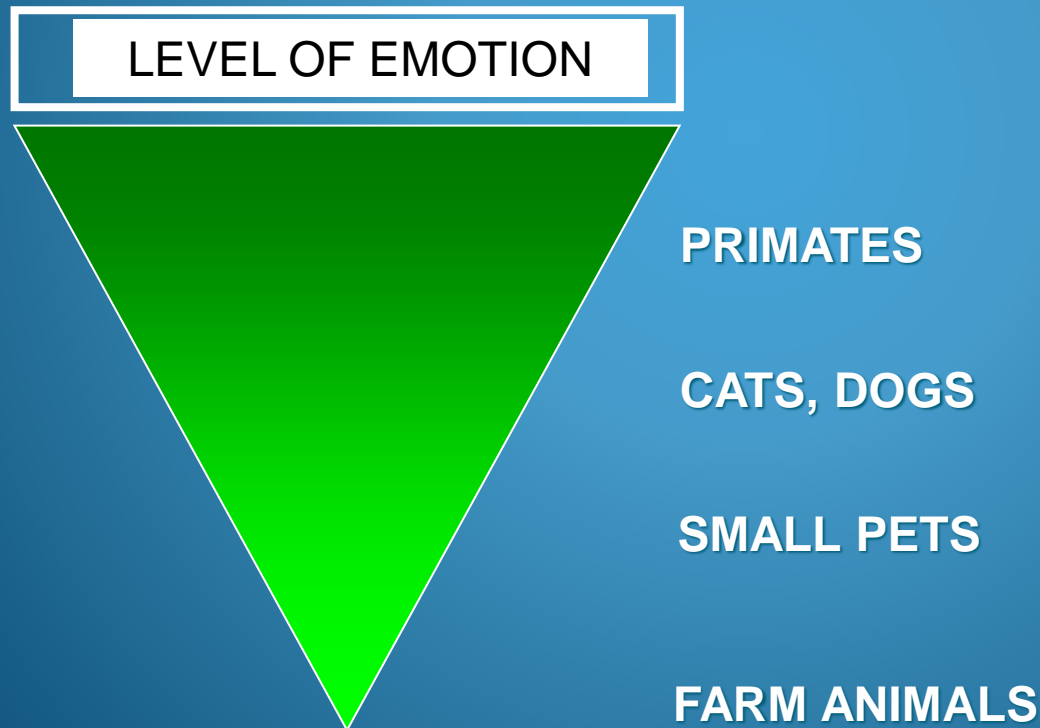 LEVEL OF EMOTION
PRIMATES
CATS, DOGS
SMALL PETS
FARM ANIMALS